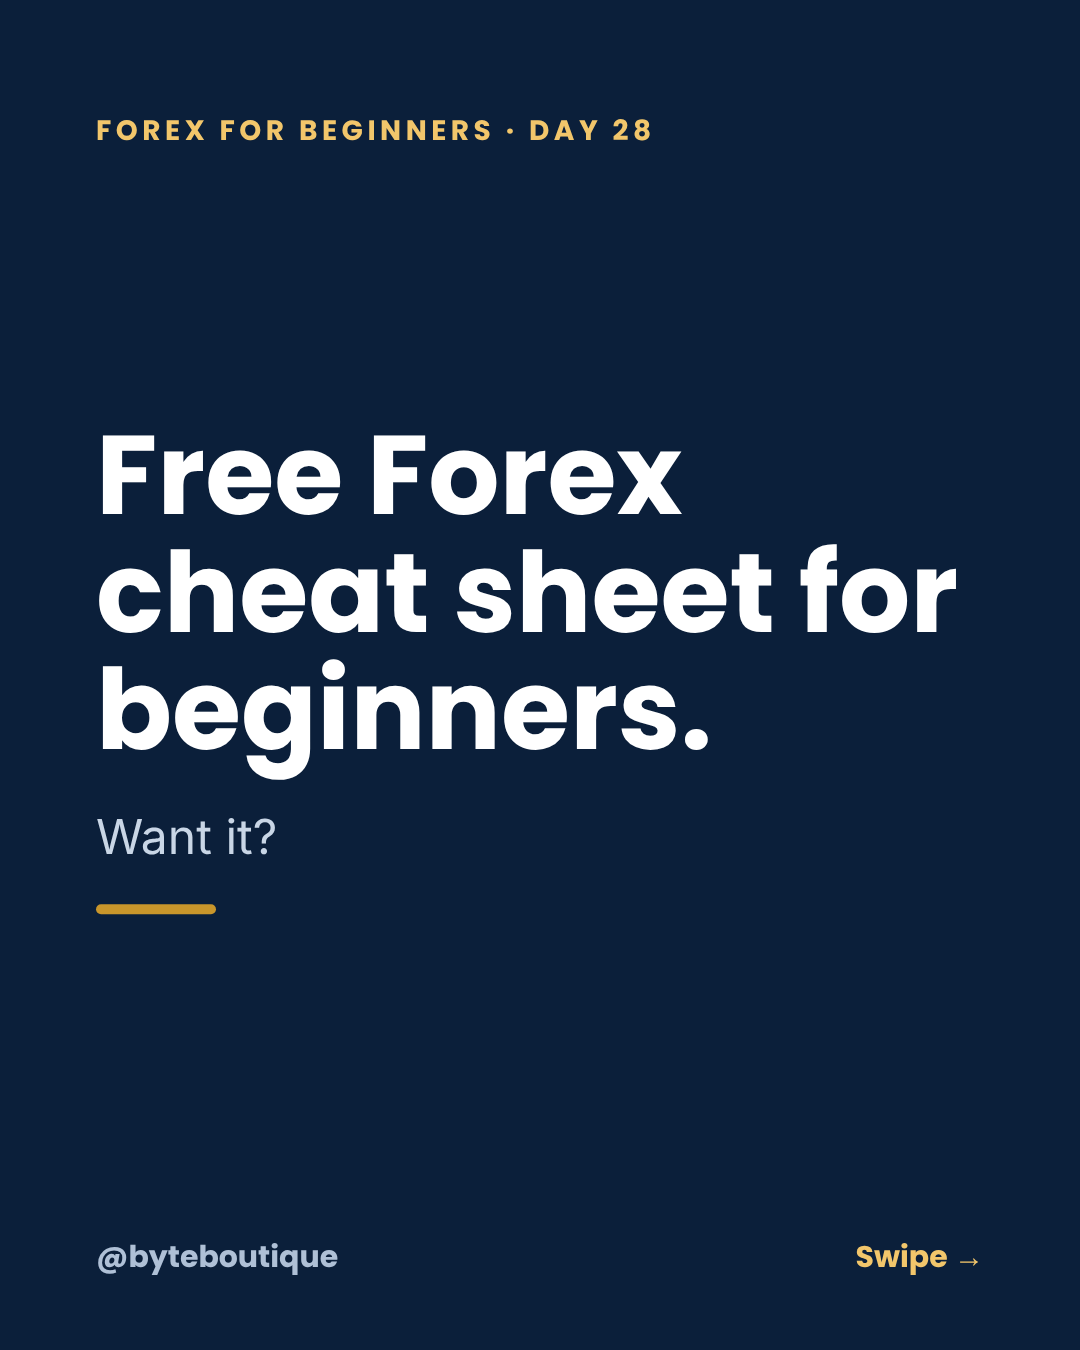 FOREX FOR BEGINNERS · DAY 28
Free Forex
cheat sheet for
beginners.
Want it?
@byteboutique
Swipe →